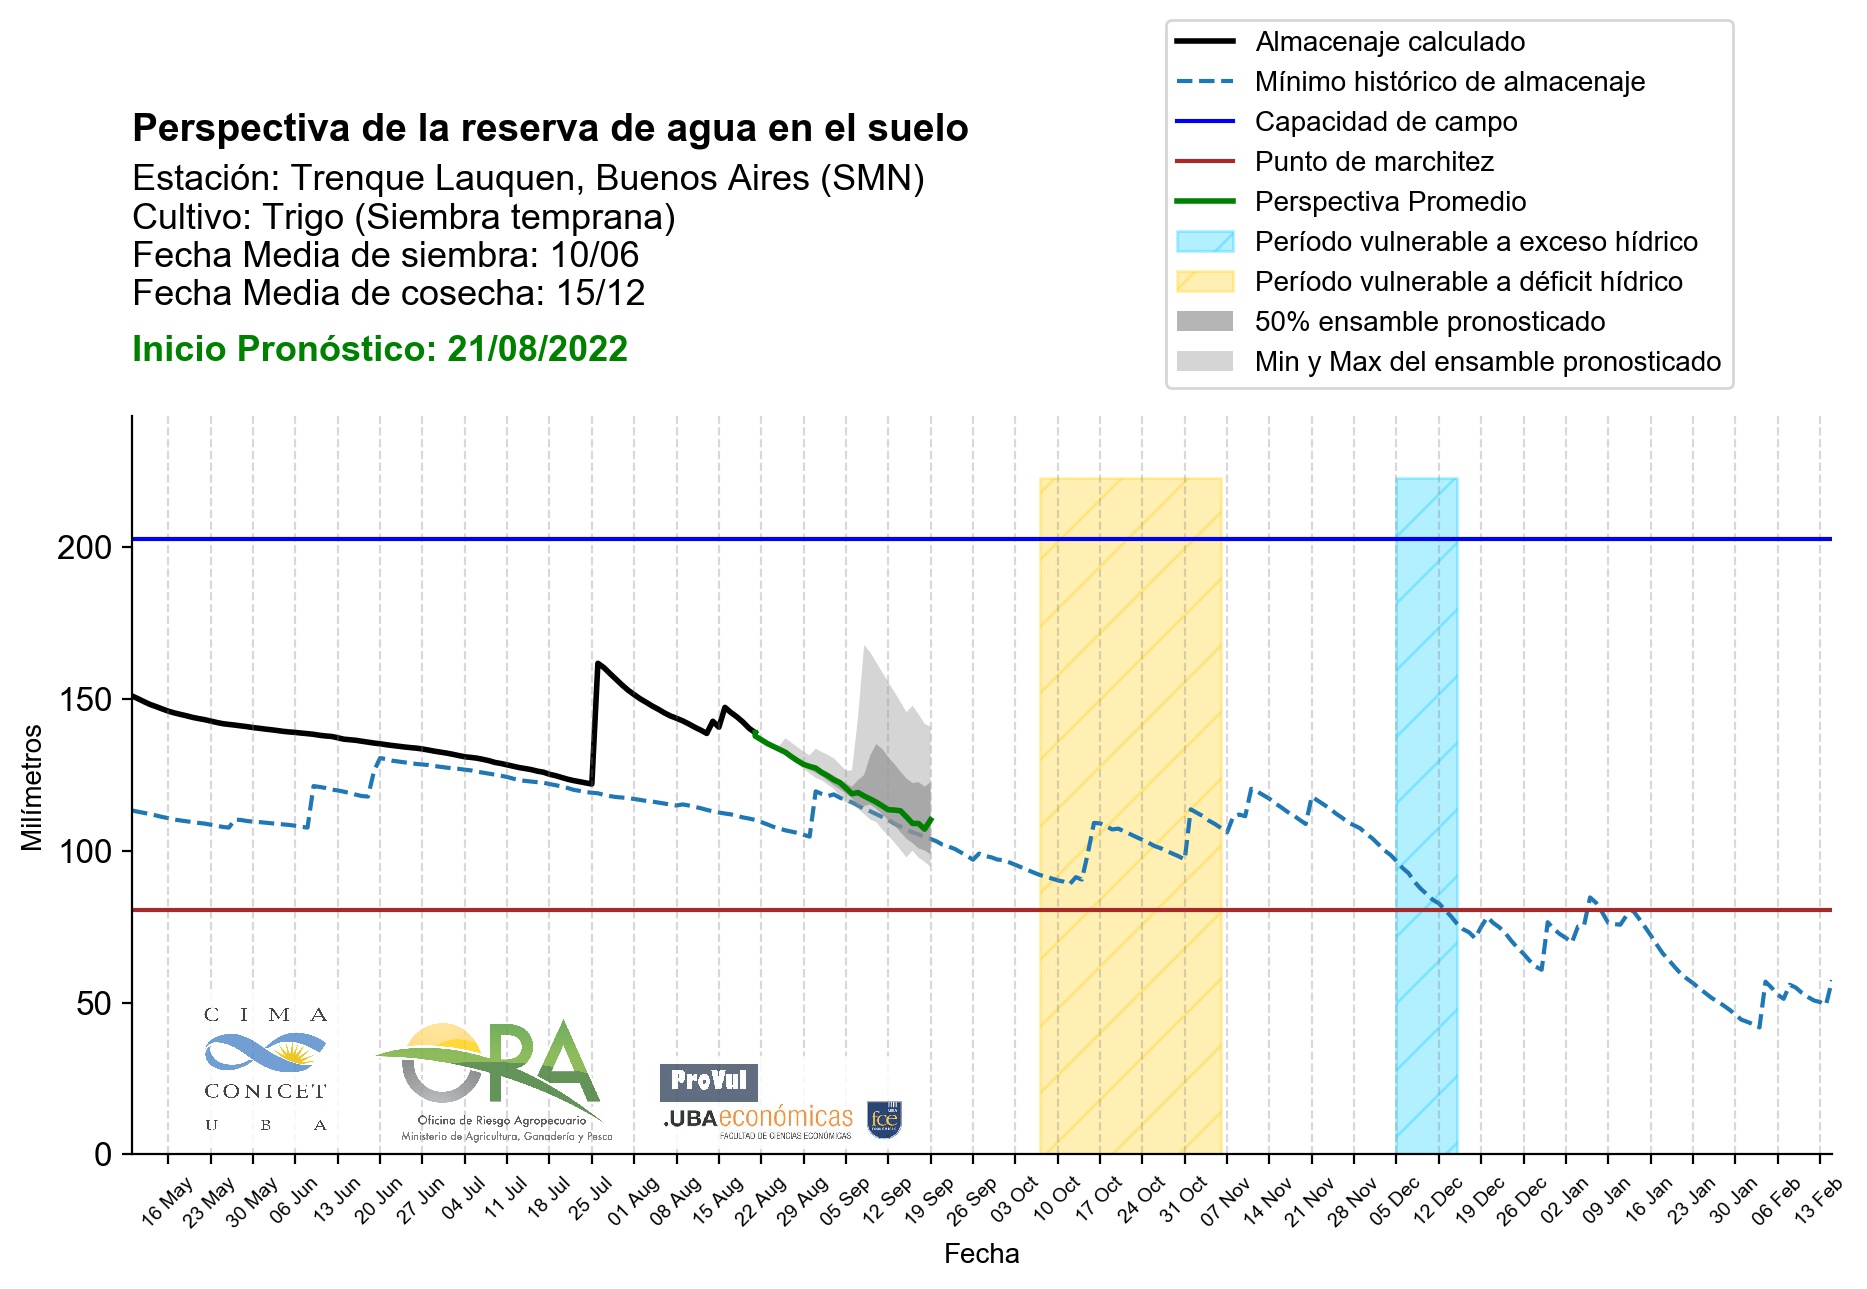 Almacenaje calculado
Mínimo histórico de almacenaje
Capacidad de campo
Punto de marchitez
Perspectiva Promedio
Período vulnerable a exceso hídrico
Período vulnerable a déficit hídrico
50% ensamble pronosticado
Min y Max del ensamble pronosticado
Perspectiva de la reserva de agua en el suelo
Estación: Trenque Lauquen, Buenos Aires (SMN)
Cultivo: Trigo (Siembra temprana)
Fecha Media de siembra: 10/06
Fecha Media de cosecha: 15/12
Inicio Pronóstico: 21/08/2022
Milímetros
200
150
100
50
0
CIMA
CONICET
UBA
ORA
Oficina de Riesgo Agropecuario
Ministerio de Agricultura, Ganadería y Pesca
ProVul
.UBAeconómicas
FACULTAD DE CIENCIAS ECONÓMICAS
UBA
fce
ECONÓMICAS
16 May
23 May
30 May
06 Jun
13 Jun
20 Jun
27 Jun
04 Jul
11 Jul
18 Jul
25 Jul
01 Aug
08 Aug
15 Aug
22 Aug
29 Aug
05 Sep
12 Sep
19 Sep
26 Sep
03 Oct
10 Oct
17 Oct
24 Oct
31 Oct
07 Nov
14 Nov
21 Nov
28 Nov
05 Dec
12 Dec
19 Dec
26 Dec
02 Jan
09 Jan
16 Jan
23 Jan
30 Jan
06 Feb
13 Feb
Fecha